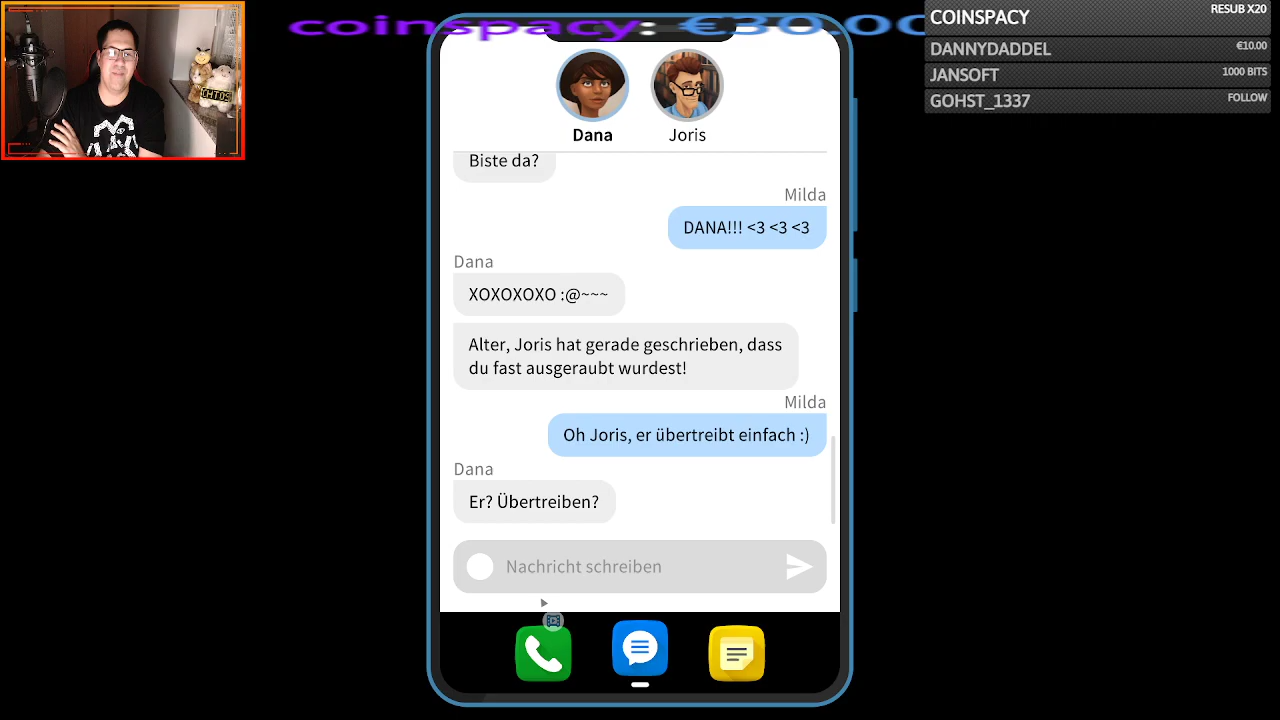 coinspacy: €30.00
COINSPACY RESUB X20
DANNYDADDEL €10.00
JANSOFT 1000 BITS
GOHST_1337 FOLLOW
Dana Joris
Biste da?
Milda
DANA!!! <3 <3 <3
Dana
XOXOXOXO :@~~~
Alter, Joris hat gerade geschrieben, dass
du fast ausgeraubt wurdest!
Milda
Oh Joris, er übertreibt einfach :)
Dana
Er? Übertreiben?
Nachricht schreiben